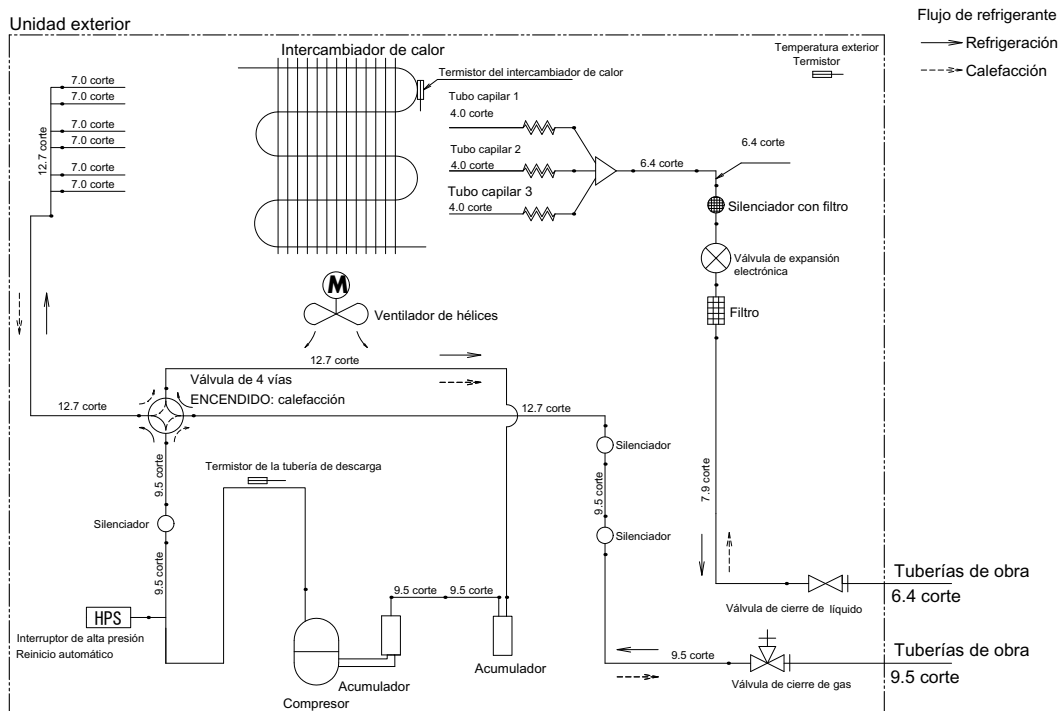 Unidad exterior
Flujo de refrigerante
Refrigeración
Calefacción
Intercambiador de calor
Termistor del intercambiador de calor
Temperatura exterior
Termistor
7.0 corte
7.0 corte
7.0 corte
7.0 corte
7.0 corte
7.0 corte
12.7 corte
Tubo capilar 1
4.0 corte
Tubo capilar 2
4.0 corte
Tubo capilar 3
4.0 corte
6.4 corte
6.4 corte
Silenciador con filtro
Válvula de expansión
electrónica
Filtro
M
Ventilador de hélices
12.7 corte
Válvula de 4 vías
ENCENDIDO: calefacción
12.7 corte
12.7 corte
Silenciador
9.5 corte
Silenciador
7.9 corte
9.5 corte
Termistor de la tubería de descarga
Silenciador
9.5 corte
HPS
Interruptor de alta presión
Reinicio automático
9.5 corte
9.5 corte
Acumulador
Compresor
Acumulador
Tuberías de obra
6.4 corte
Válvula de cierre de líquido
9.5 corte
Válvula de cierre de gas
Tuberías de obra
9.5 corte